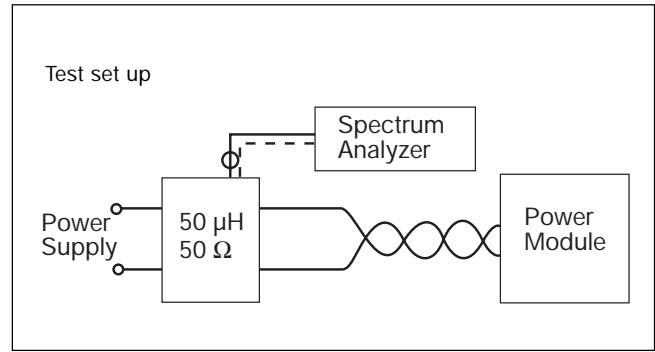 Test set up
Spectrum
Analyzer
Power
Supply
50 µH
50 Ω
Power
Module